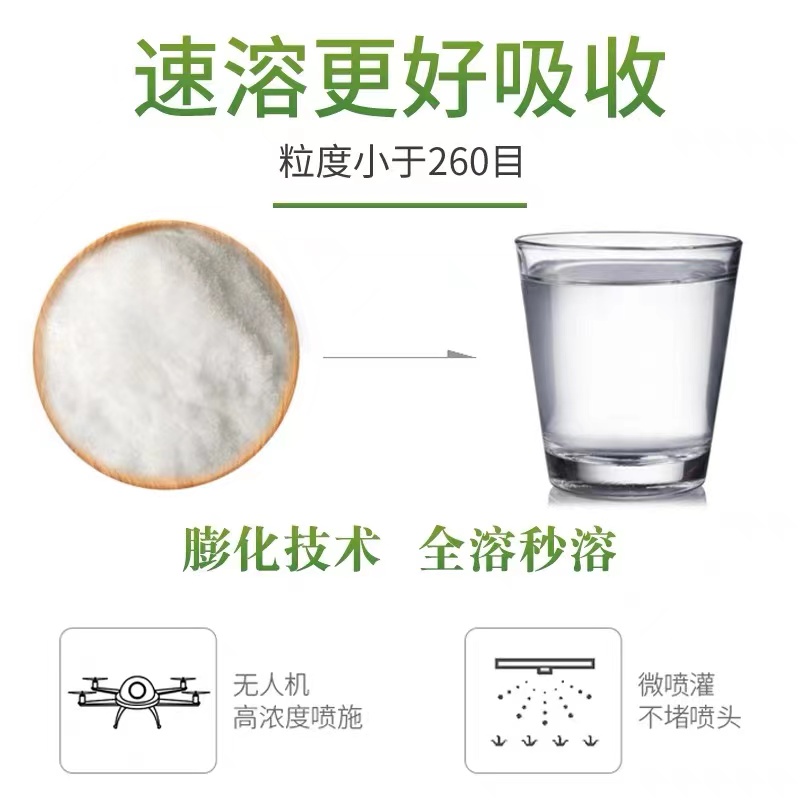 速溶更好吸收
粒度小于260目
膨化技术 全溶秒溶
无人机
高浓度喷施
微喷灌
不堵喷头